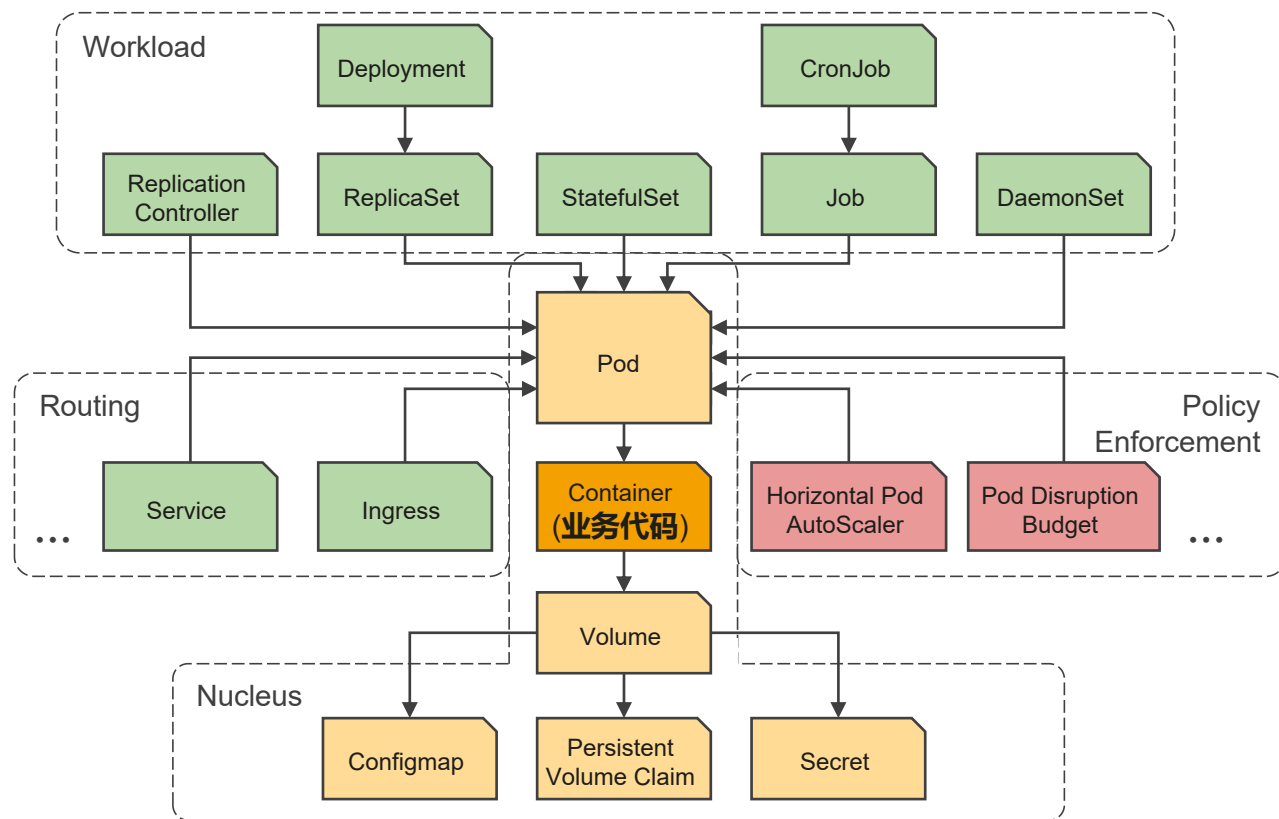 Workload
Deployment
CronJob
Replication
Controller
ReplicaSet
StatefulSet
Job
DaemonSet
Pod
Routing
Policy
Enforcement
Service
Ingress
...
Container
(业务代码)
Horizontal Pod
AutoScaler
Pod Disruption
Budget
...
Volume
Nucleus
Configmap
Persistent
Volume Claim
Secret